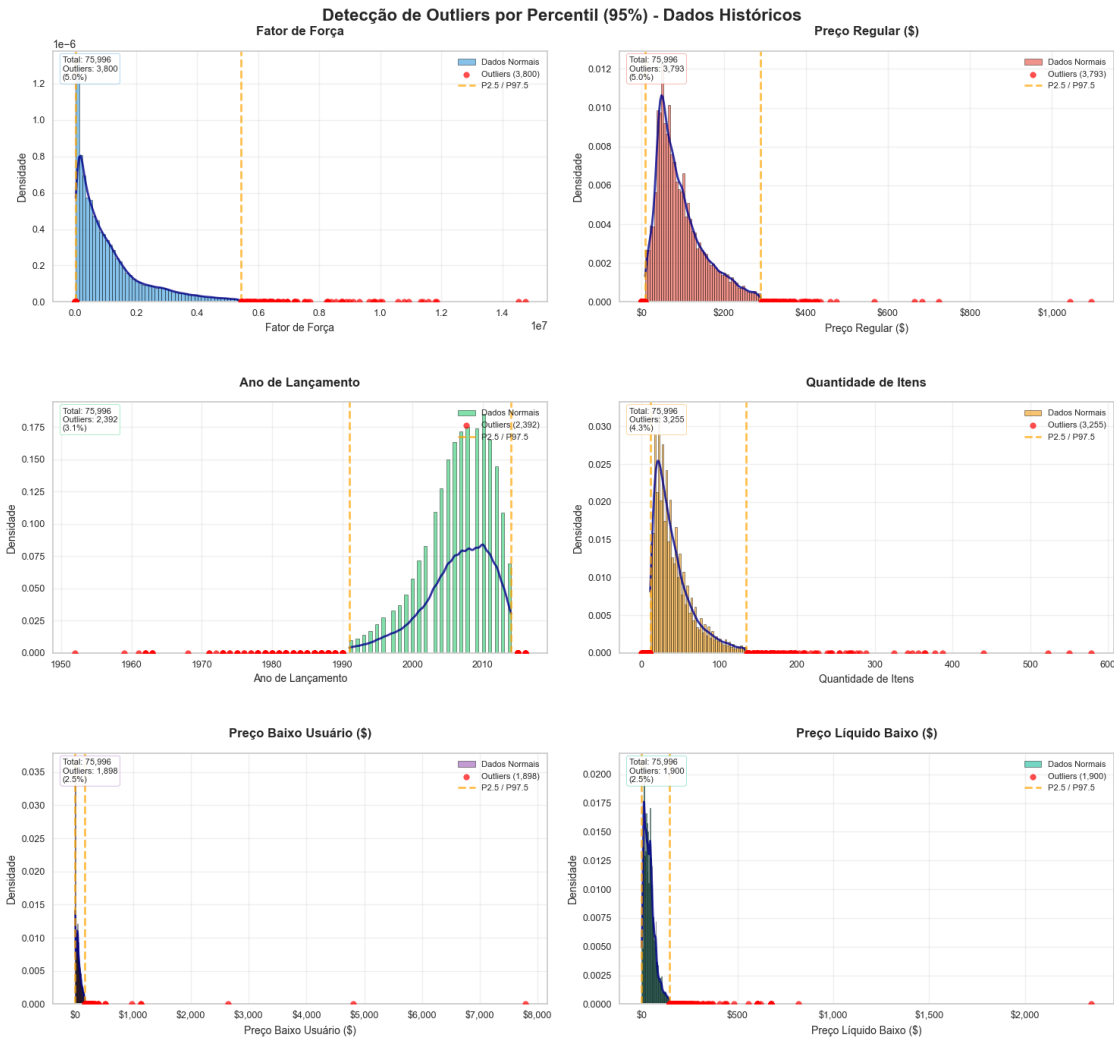 Detecção de Outliers por Percentil (95%) - Dados Históricos
Fator de Força
1e−6
Total: 75,996
Outliers: 3,800
(5.0%)
Dados Normais
Outliers (3,800)
P2.5 / P97.5
Densidade
1.2
1.0
0.8
0.6
0.4
0.2
0.0
0.0 0.2 0.4 0.6 0.8 1.0 1.2 1.4
1e7
Fator de Força
Preço Regular ($)
Total: 75,996
Outliers: 3,793
(5.0%)
Dados Normais
Outliers (3,793)
P2.5 / P97.5
Densidade
0.012
0.010
0.008
0.006
0.004
0.002
0.000
$0 $200 $400 $600 $800 $1,000
Preço Regular ($)
Ano de Lançamento
Total: 75,996
Outliers: 2,392
(3.1%)
Dados Normais
Outliers (2,392)
P2.5 / P97.5
Densidade
0.175
0.150
0.125
0.100
0.075
0.050
0.025
0.000
1950 1960 1970 1980 1990 2000 2010
Ano de Lançamento
Quantidade de Itens
Total: 75,996
Outliers: 3,255
(4.3%)
Dados Normais
Outliers (3,255)
P2.5 / P97.5
Densidade
0.030
0.025
0.020
0.015
0.010
0.005
0.000
0 100 200 300 400 500 600
Quantidade de Itens
Preço Baixo Usuário ($)
Total: 75,996
Outliers: 1,898
(2.5%)
Dados Normais
Outliers (1,898)
P2.5 / P97.5
Densidade
0.035
0.030
0.025
0.020
0.015
0.010
0.005
0.000
$0 $1,000 $2,000 $3,000 $4,000 $5,000 $6,000 $7,000 $8,000
Preço Baixo Usuário ($)
Preço Líquido Baixo ($)
Total: 75,996
Outliers: 1,900
(2.5%)
Dados Normais
Outliers (1,900)
P2.5 / P97.5
Densidade
0.0200
0.0175
0.0150
0.0125
0.0100
0.0075
0.0050
0.0025
0.0000
$0 $500 $1,000 $1,500 $2,000
Preço Líquido Baixo ($)